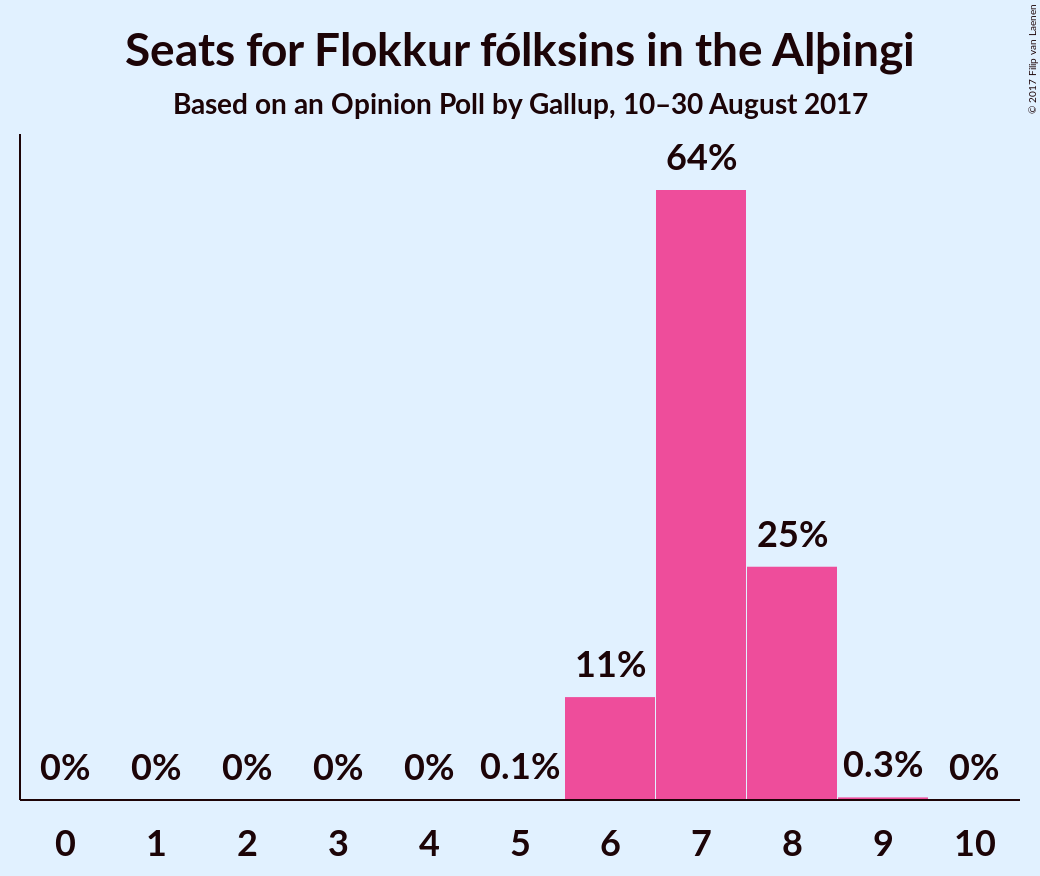 Seats for Flokkur fólksins in the Alþingi
Based on an Opinion Poll by Gallup, 10–30 August 2017
© 2017 Filip van Laenen
64%
25%
11%
0% 0% 0% 0% 0% 0.1% 0.3% 0%
0 1 2 3 4 5 6 7 8 9 10